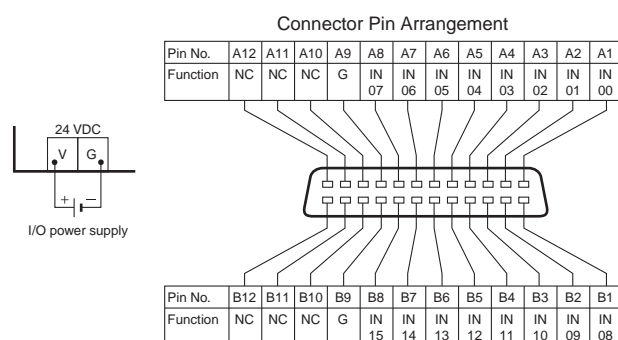 Connector Pin Arrangement
Pin No. A12 A11 A10 A9 A8 A7 A6 A5 A4 A3 A2 A1
Function NC NC NC G IN 07 IN 06 IN 05 IN 04 IN 03 IN 02 IN 01 IN 00
24 VDC
V G
+ −
I/O power supply
Pin No. B12 B11 B10 B9 B8 B7 B6 B5 B4 B3 B2 B1
Function NC NC NC G IN 15 IN 14 IN 13 IN 12 IN 11 IN 10 IN 09 IN 08